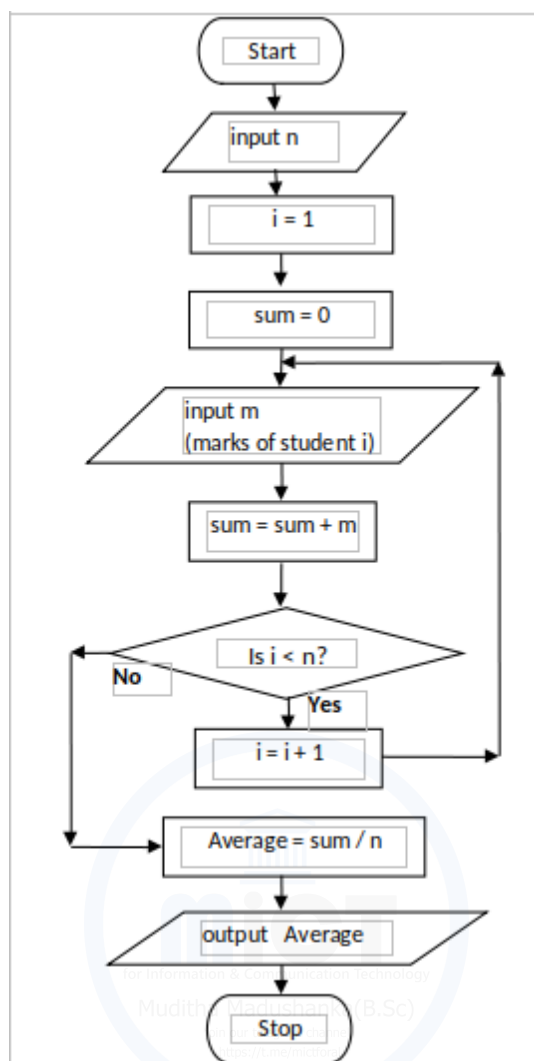 Start
input n
i = 1
sum = 0
input m
(marks of student i)
sum = sum + m
Is i < n?
No
Yes
i = i + 1
Average = sum / n
output Average
for Information & Communication Technology
Muditha Madushanka(B.Sc)
Stop